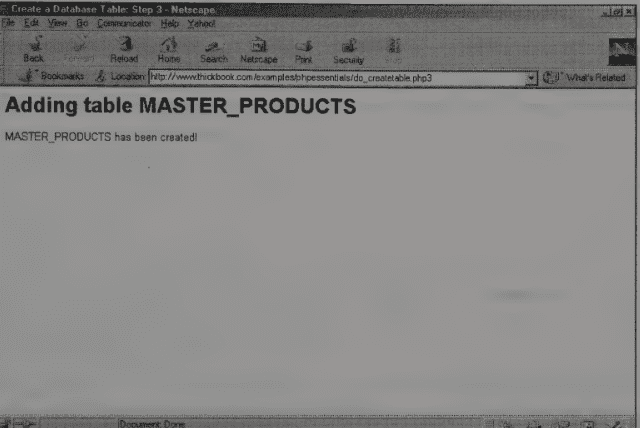 Create a Database Table: Step 3 - Netscape
File Edit View Go Communicator Help Yahoo!
Back Forward Reload Home Search Netscape Print Security Stop
Bookmarks Location: http://www.thickbook.com/examples/phpessentials/do_createtable.php3 What's Related
Adding table MASTER_PRODUCTS
MASTER_PRODUCTS has been created!
Document: Done